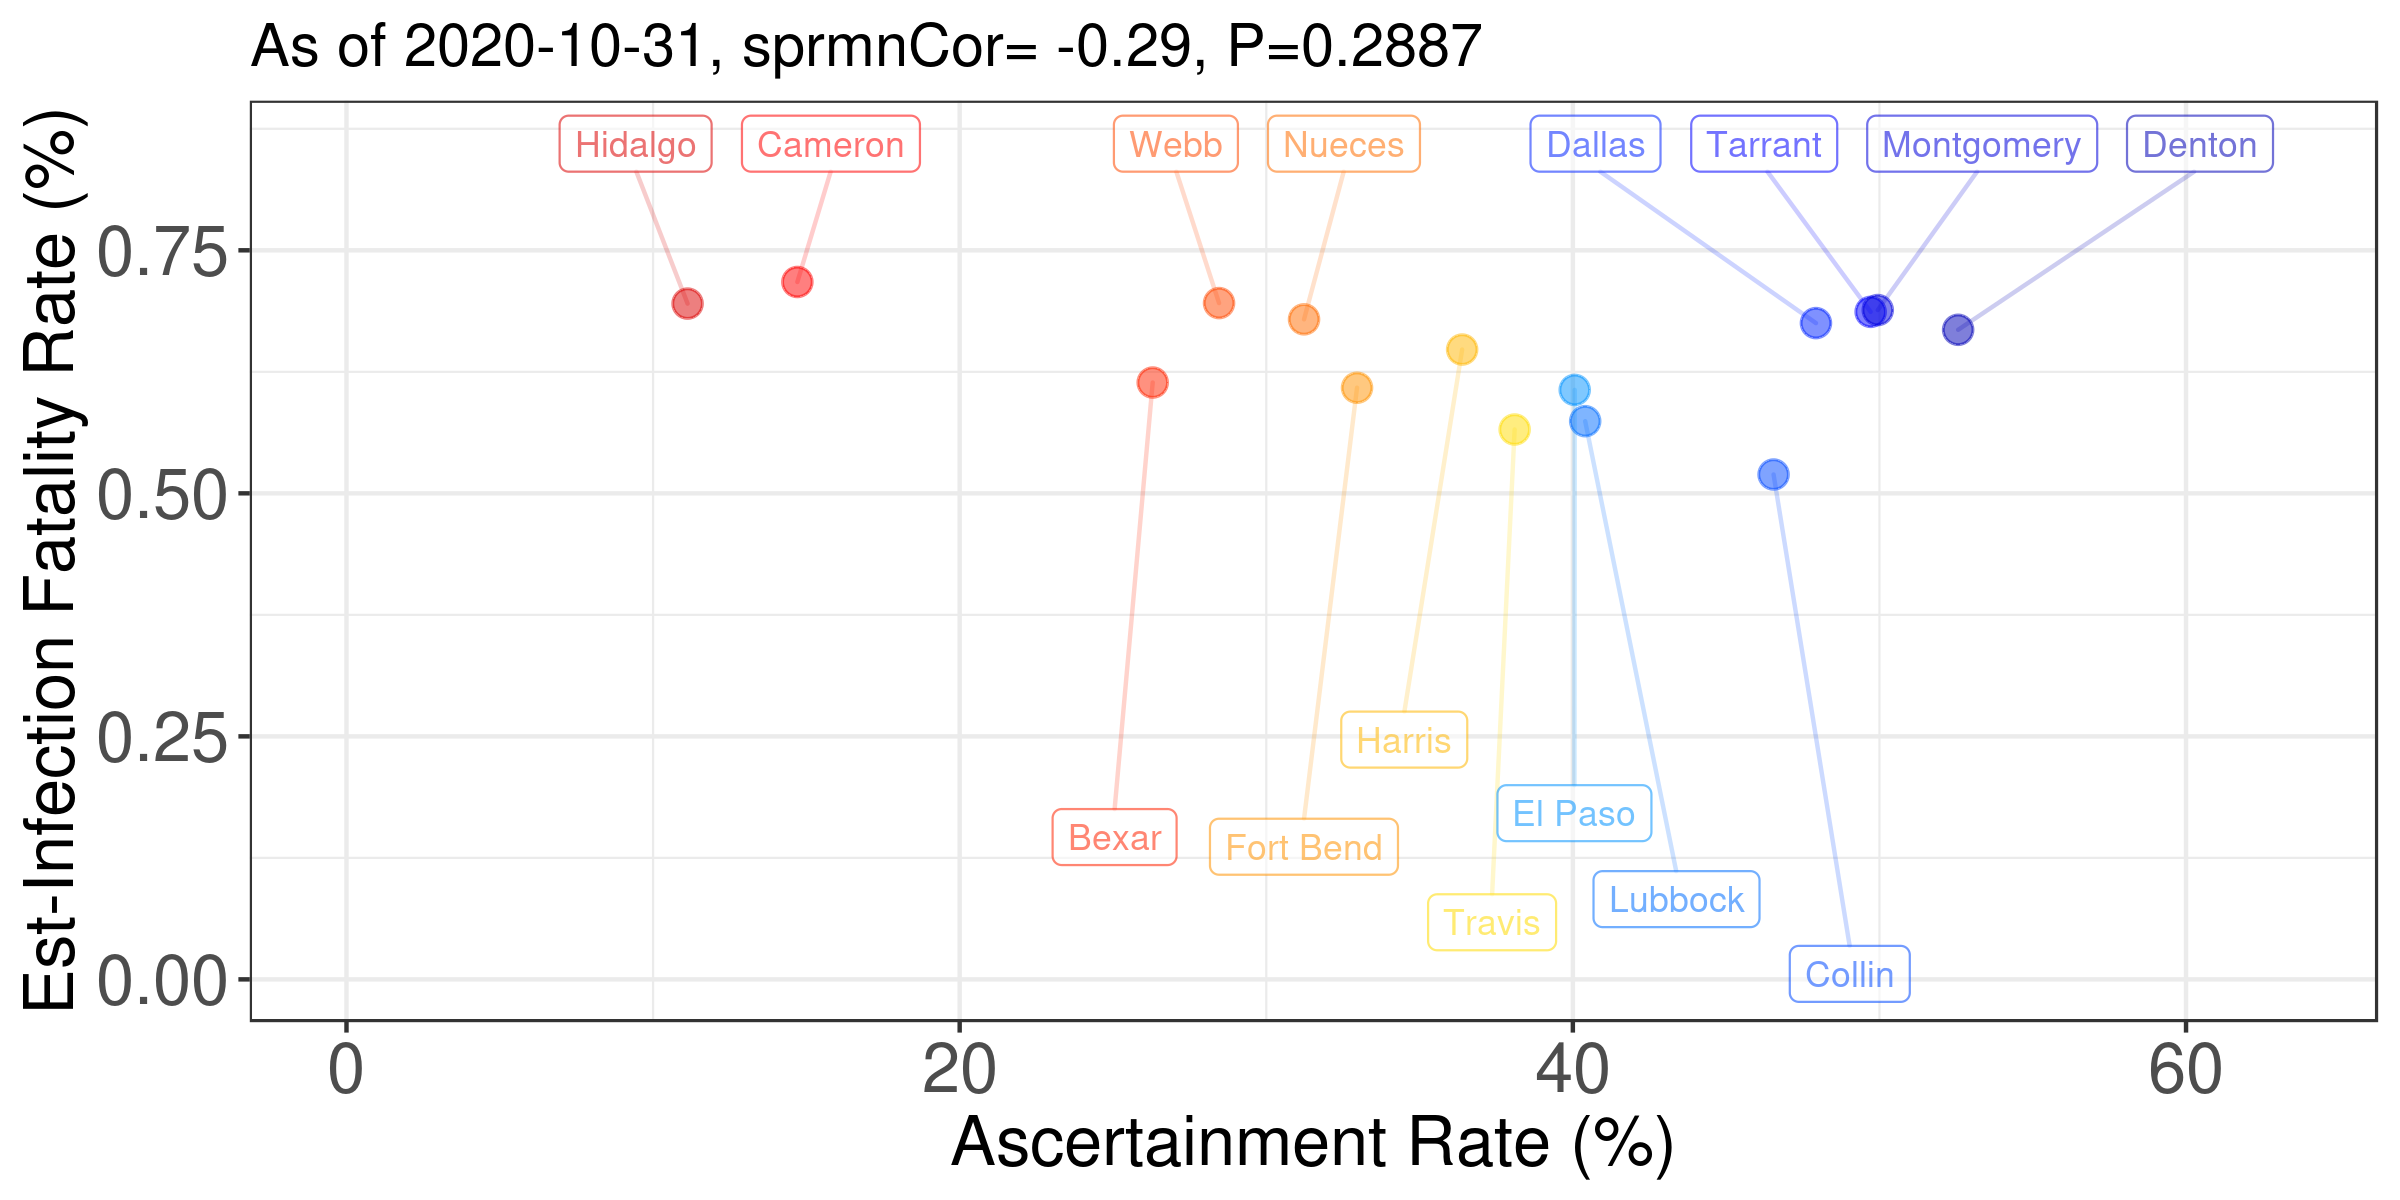 As of 2020-10-31, sprmnCor= -0.29, P=0.2887
Est-Infection Fatality Rate (%)
Hidalgo
Cameron
Webb
Nueces
Dallas
Tarrant
Montgomery
Denton
0.75
0.50
0.25
0.00
Harris
El Paso
Bexar
Fort Bend
Lubbock
Travis
Collin
0
20
40
60
Ascertainment Rate (%)